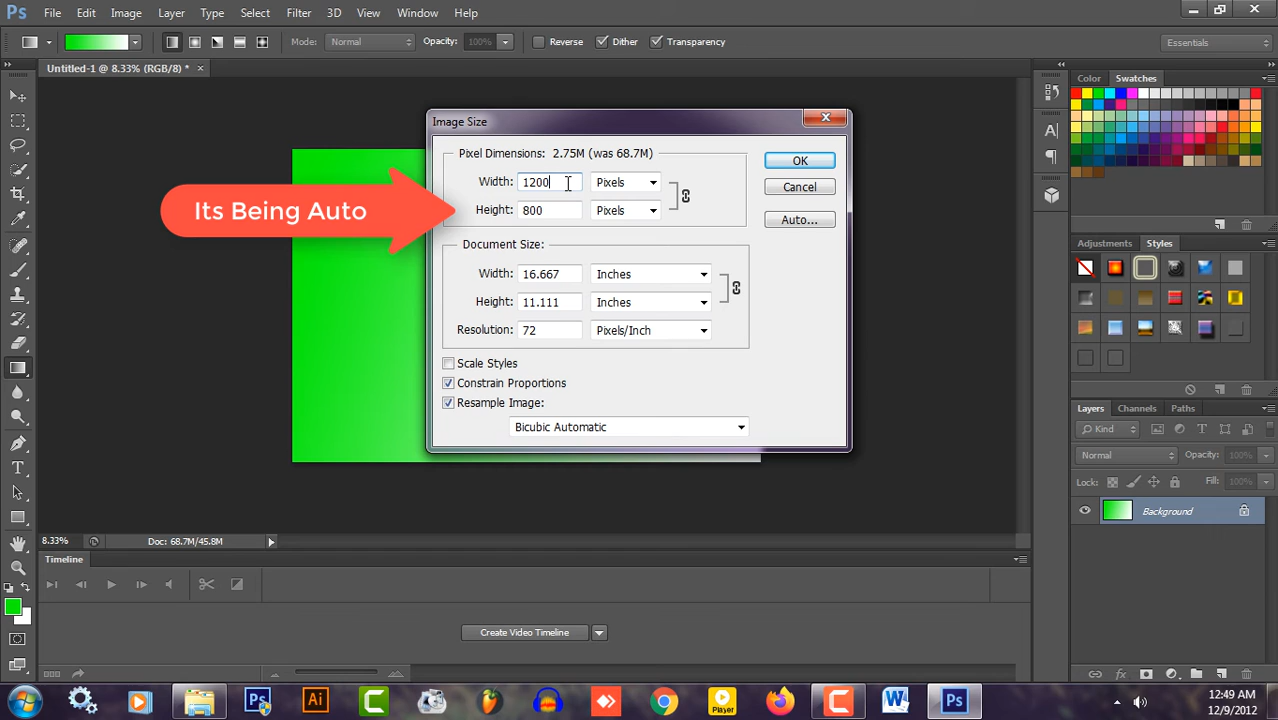 Ps File Edit Image Layer Type Select Filter 3D View Window Help
Mode: Normal Opacity: 100% Reverse Dither Transparency Essentials
Untitled-1 @ 8.33% (RGB/8) * ×
Color Swatches
Image Size
Pixel Dimensions: 2.75M (was 68.7M)
OK
Width: 1200 Pixels
Cancel
Its Being Auto
Height: 800 Pixels
Auto...
Document Size:
Adjustments Styles
Width: 16.667 Inches
Height: 11.111 Inches
Resolution: 72 Pixels/Inch
Scale Styles
Constrain Proportions
Resample Image:
Bicubic Automatic
Layers Channels Paths
Kind
Normal Opacity: 100%
Lock: Fill: 100%
Background
8.33% Doc: 68.7M/45.8M
Timeline
Create Video Timeline
Ps Ai C Player C W Ps
12:49 AM
12/9/2012